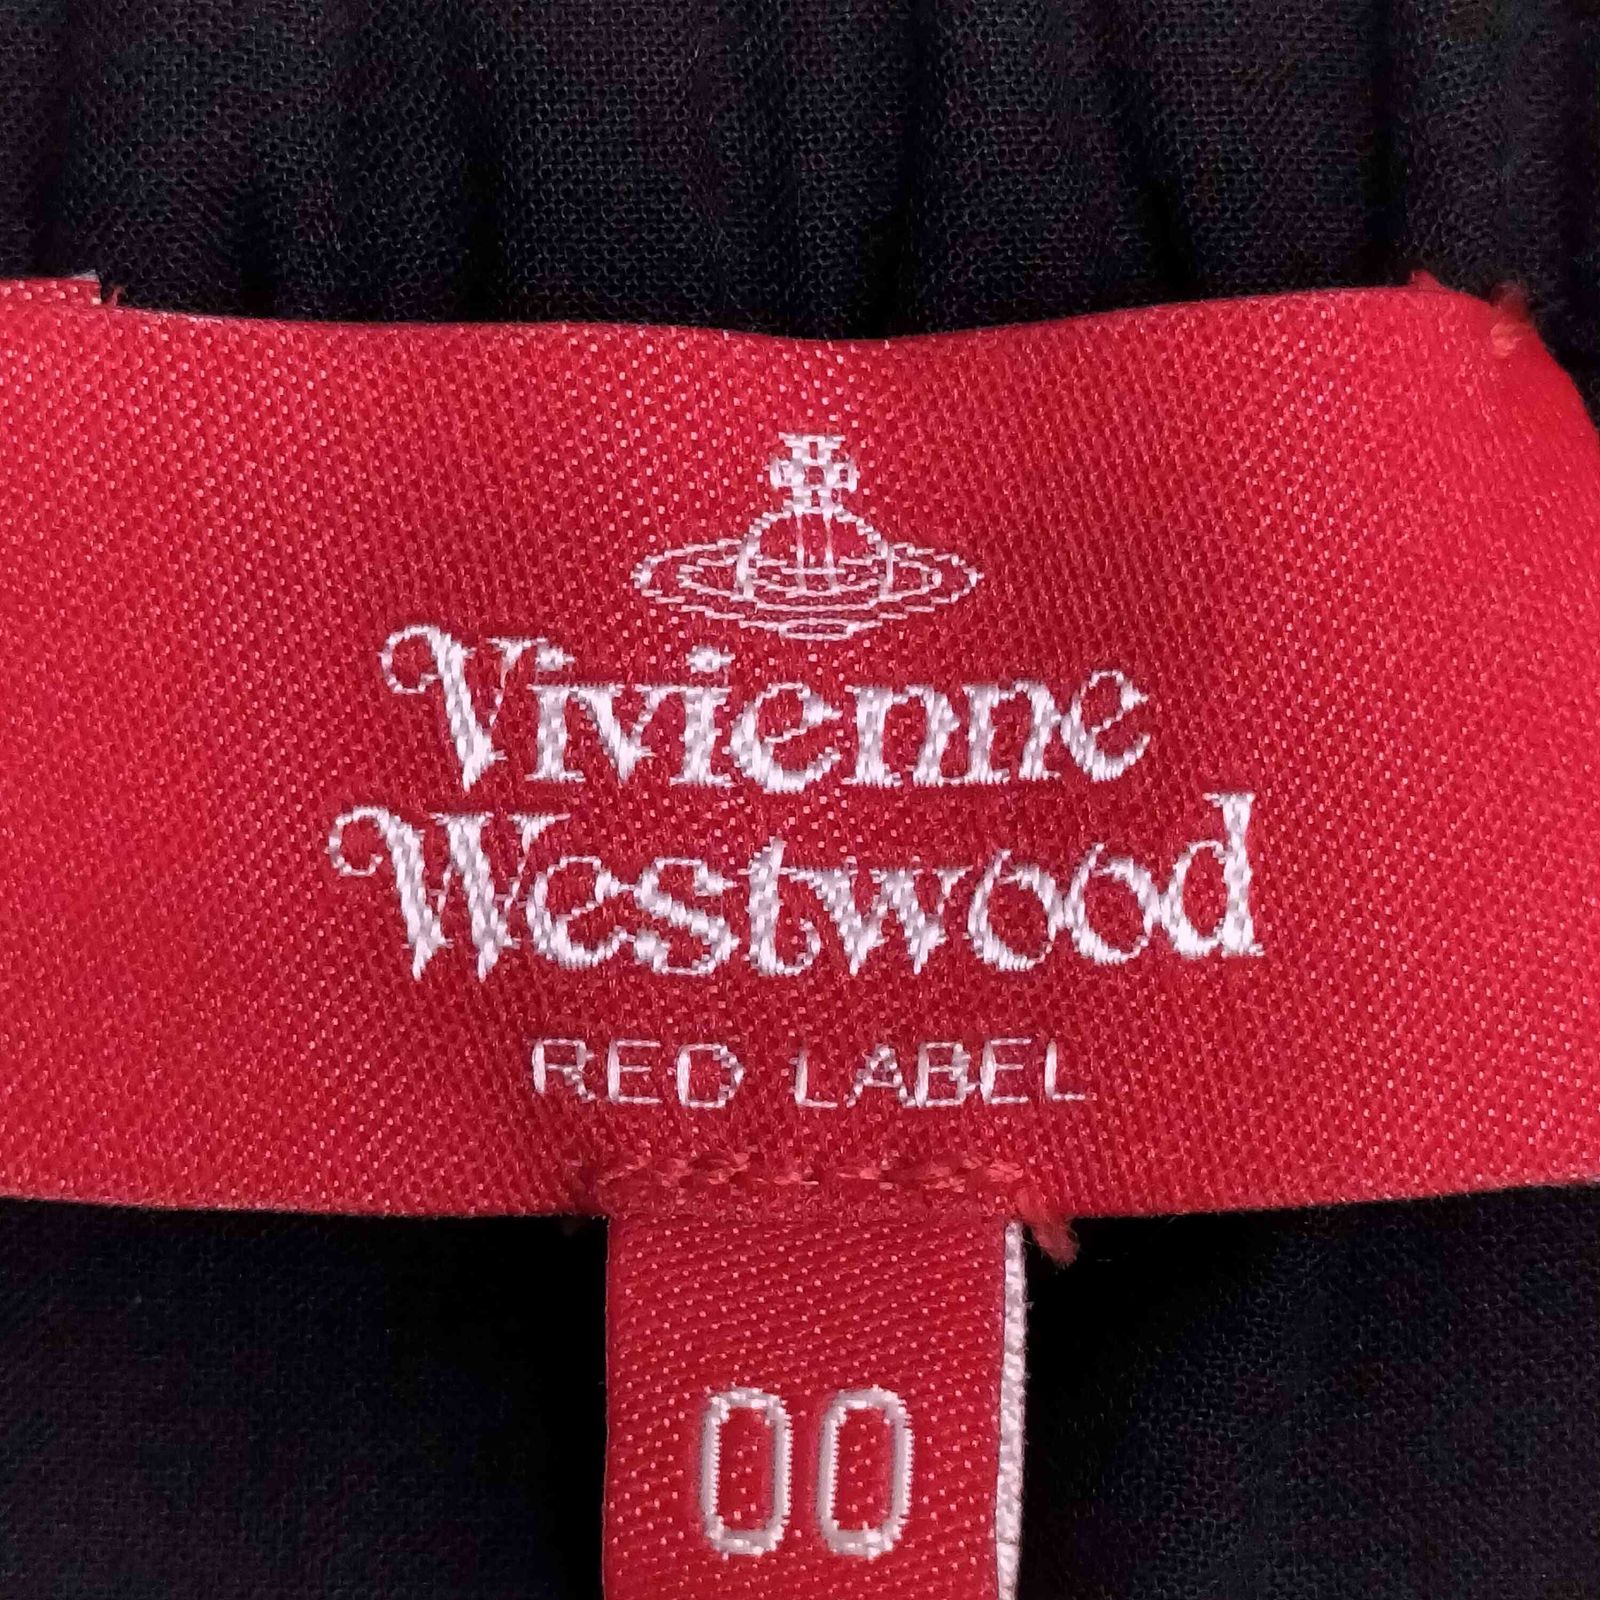 Vivienne
Westwood
RED LABEL
00